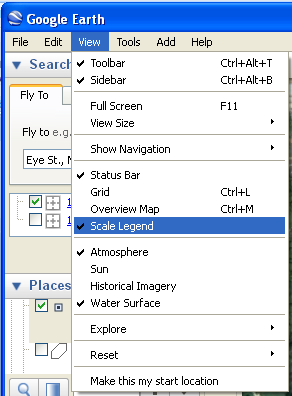 Google Earth
File Edit View Tools Add Help
Search
Fly To
Fly to e.g.
Eye St., N
Toolbar Ctrl+Alt+T
Sidebar Ctrl+Alt+B
Full Screen F11
View Size
Show Navigation
Status Bar
Grid Ctrl+L
Overview Map Ctrl+M
Scale Legend
Atmosphere
Sun
Historical Imagery
Water Surface
Explore
Reset
Make this my start location
Places